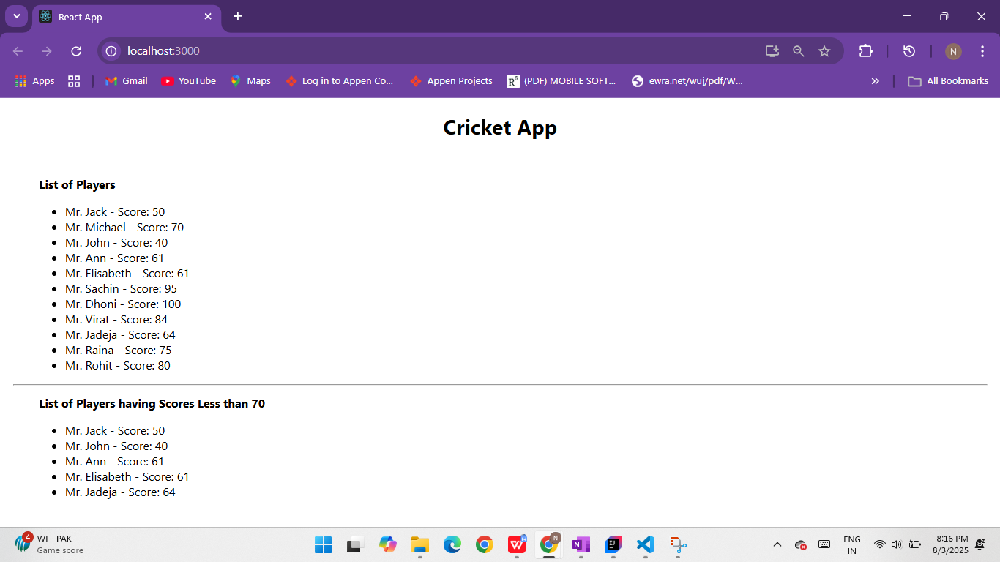 React App
localhost:3000
N
Apps
Gmail
YouTube
Maps
Log in to Appen Co...
Appen Projects
R⁶
(PDF) MOBILE SOFT...
ewra.net/wuj/pdf/W...
»
All Bookmarks
Cricket App
List of Players
• Mr. Jack - Score: 50
• Mr. Michael - Score: 70
• Mr. John - Score: 40
• Mr. Ann - Score: 61
• Mr. Elisabeth - Score: 61
• Mr. Sachin - Score: 95
• Mr. Dhoni - Score: 100
• Mr. Virat - Score: 84
• Mr. Jadeja - Score: 64
• Mr. Raina - Score: 75
• Mr. Rohit - Score: 80
List of Players having Scores Less than 70
• Mr. Jack - Score: 50
• Mr. John - Score: 40
• Mr. Ann - Score: 61
• Mr. Elisabeth - Score: 61
• Mr. Jadeja - Score: 64
4
WI - PAK
Game score
ENG
IN
8:16 PM
8/3/2025